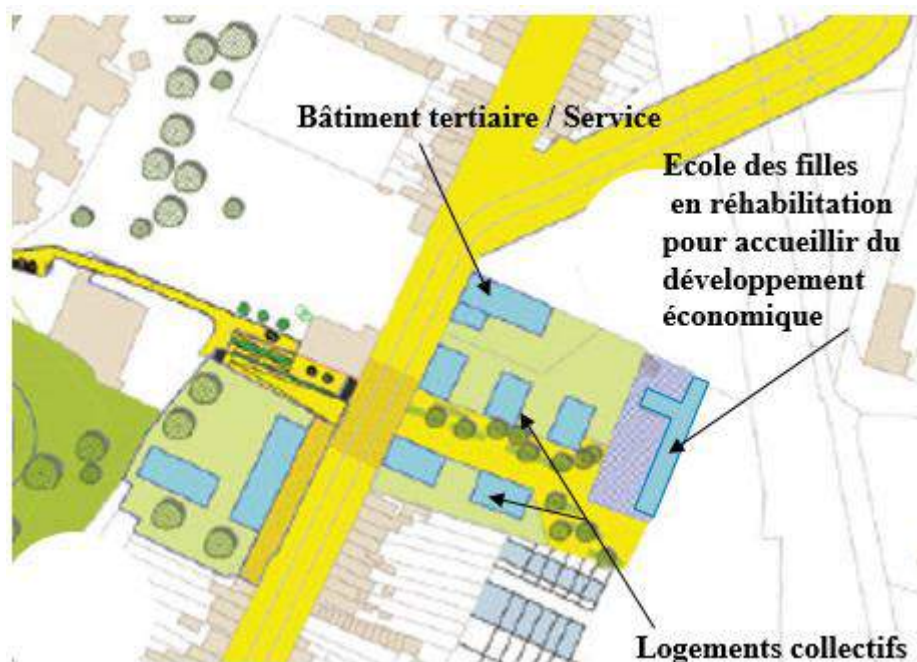 Bâtiment tertiaire / Service
Ecole des filles
en réhabilitation
pour accueillir du
développement
économique
Logements collectifs